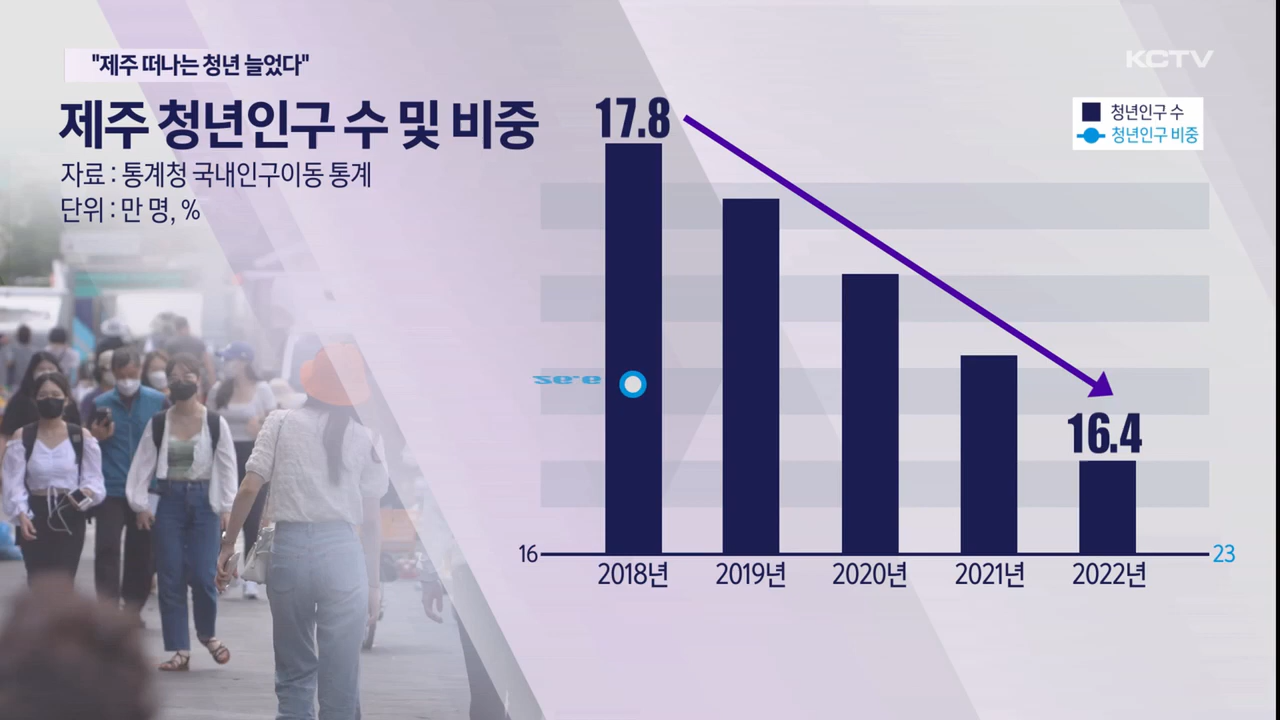 "제주 떠나는 청년 늘었다"
KCTV
제주 청년인구 수 및 비중
자료 : 통계청 국내인구이동 통계
단위 : 만 명, %
청년인구 수
청년인구 비중
17.8
16.4
16
23
2018년
2019년
2020년
2021년
2022년